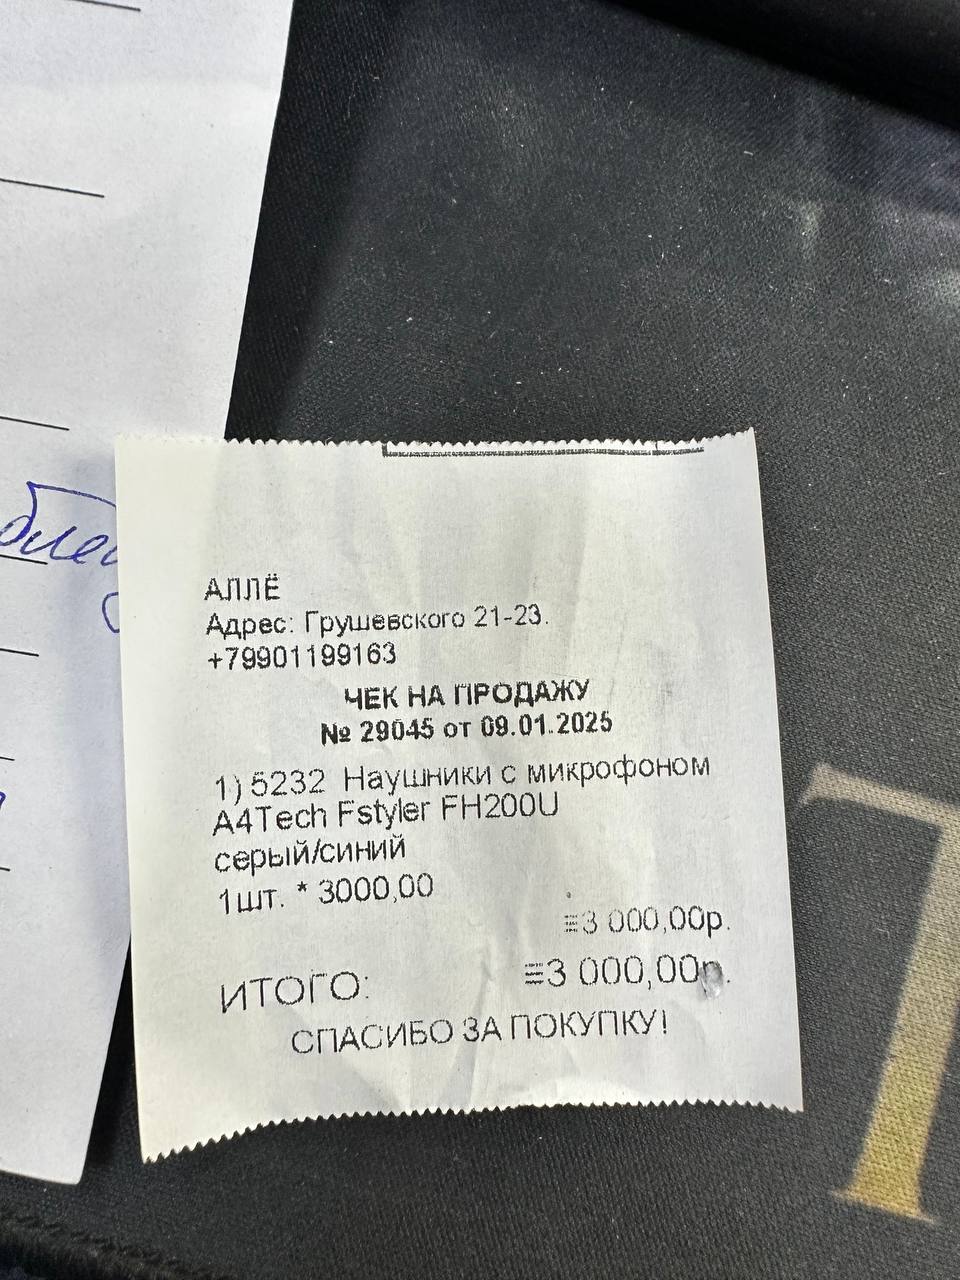 АЛЛЁ
Адрес: Грушевского 21-23.
+79901199163
ЧЕК НА ПРОДАЖУ
№ 29045 от 09.01.2025
1) 5232 Наушники с микрофоном
A4Tech Fstyler FH200U
серый/синий
1шт. * 3000,00
≡3 000,00р.
ИТОГО: ≡3 000,00р.
СПАСИБО ЗА ПОКУПКУ!
T